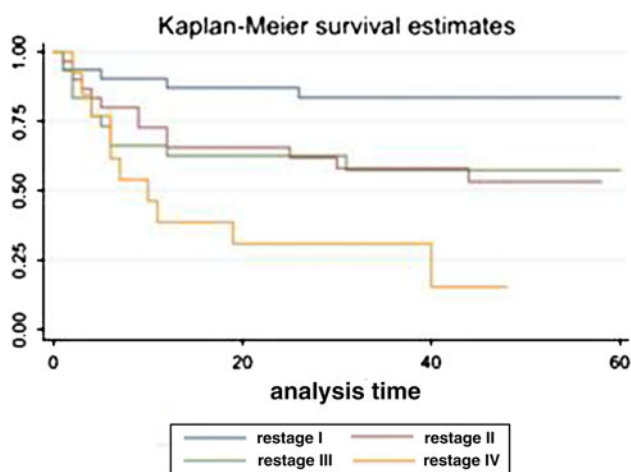 Kaplan-Meier survival estimates
1.00
0.75
0.50
0.25
0.00
0 20 40 60
analysis time
restage I restage II
restage III restage IV